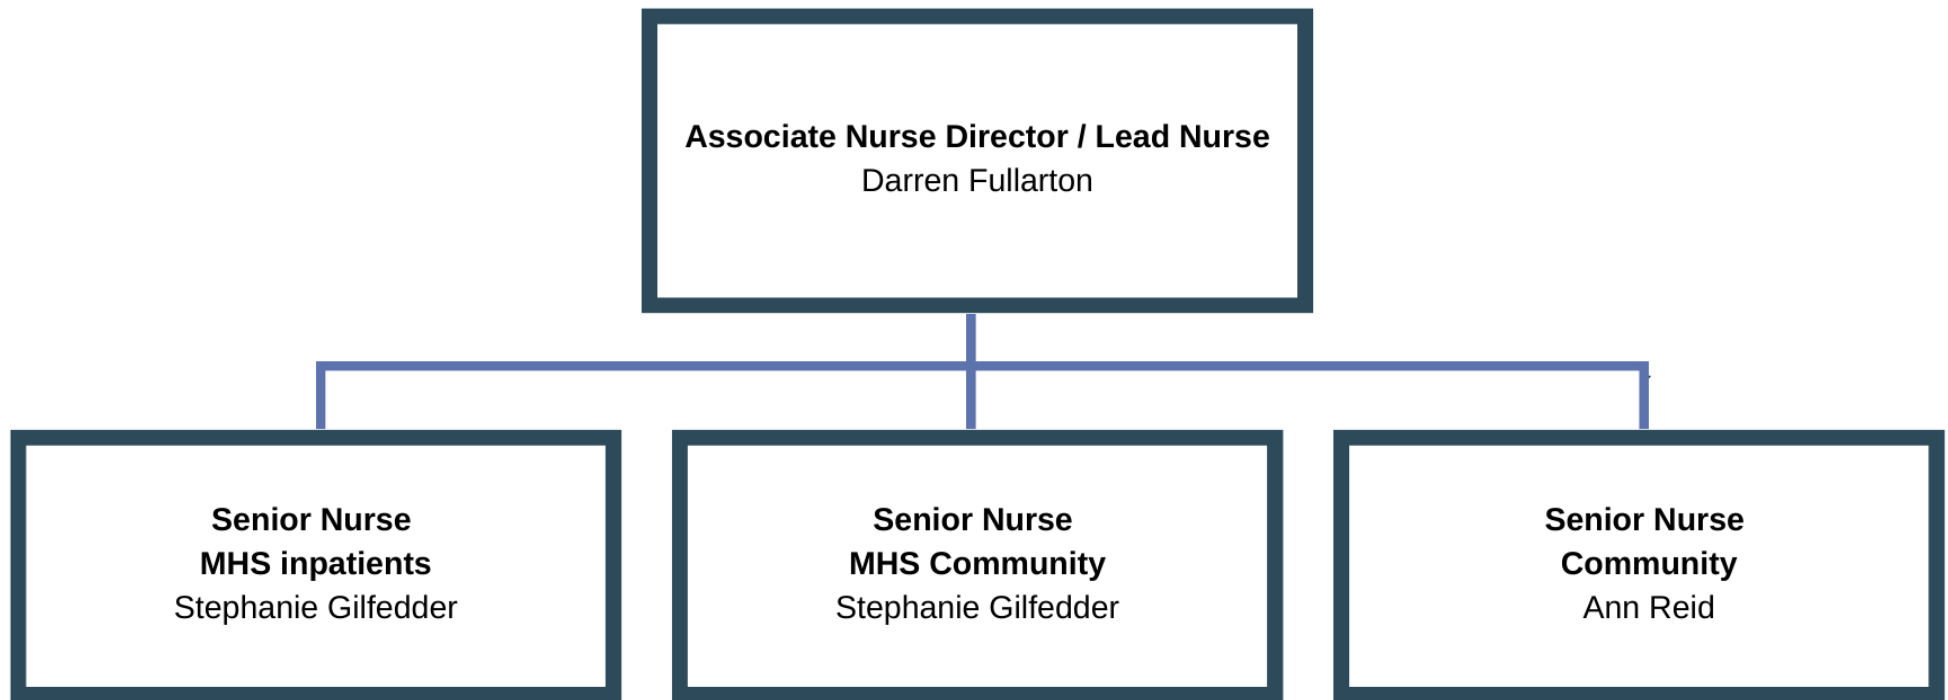 Associate Nurse Director / Lead Nurse
Darren Fullarton
Senior Nurse
MHS inpatients
Stephanie Gilfedder
Senior Nurse
MHS Community
Stephanie Gilfedder
Senior Nurse
Community
Ann Reid